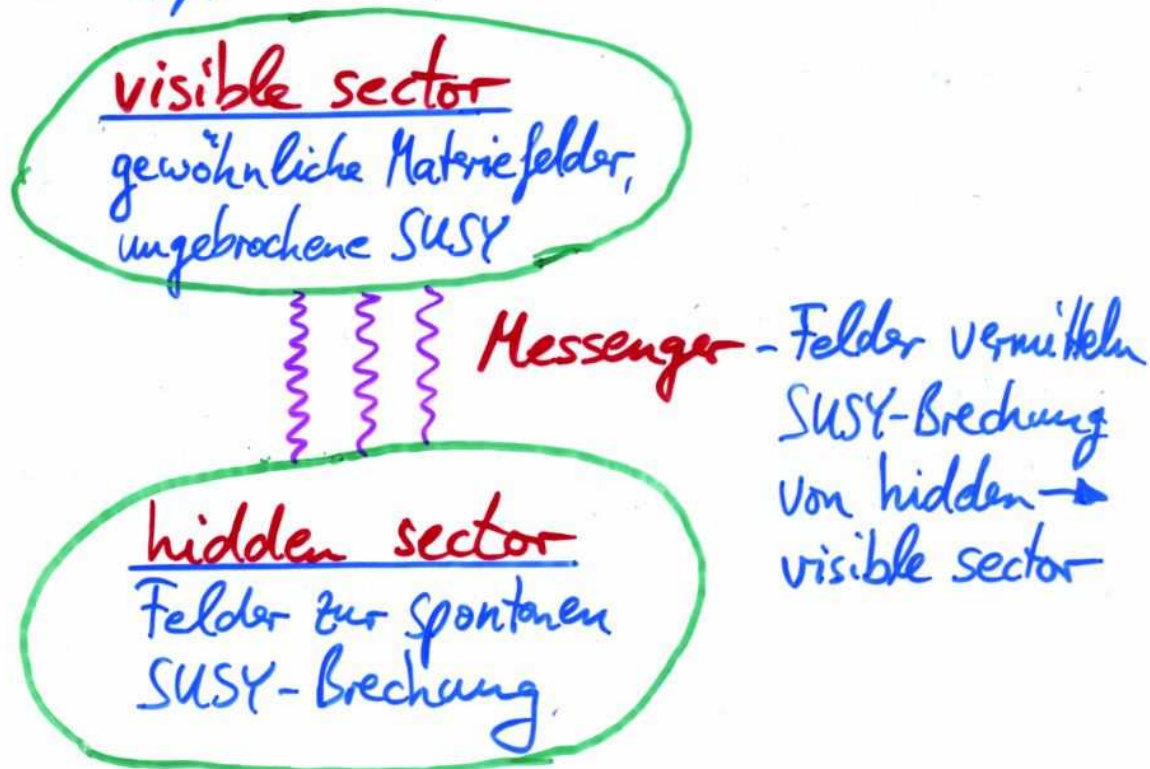 visible sector
gewöhnliche Materiefelder,
ungebrochene SUSY
Messenger - Felder vermitteln
SUSY-Brechung
von hidden →
visible sector
hidden sector
Felder zur spontanen
SUSY-Brechung